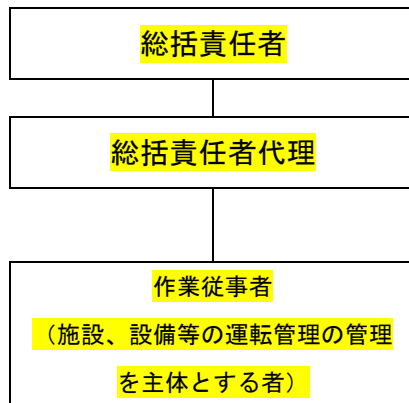 総括責任者
総括責任者代理
作業従事者
（施設、設備等の運転管理の管理
を主体とする者）